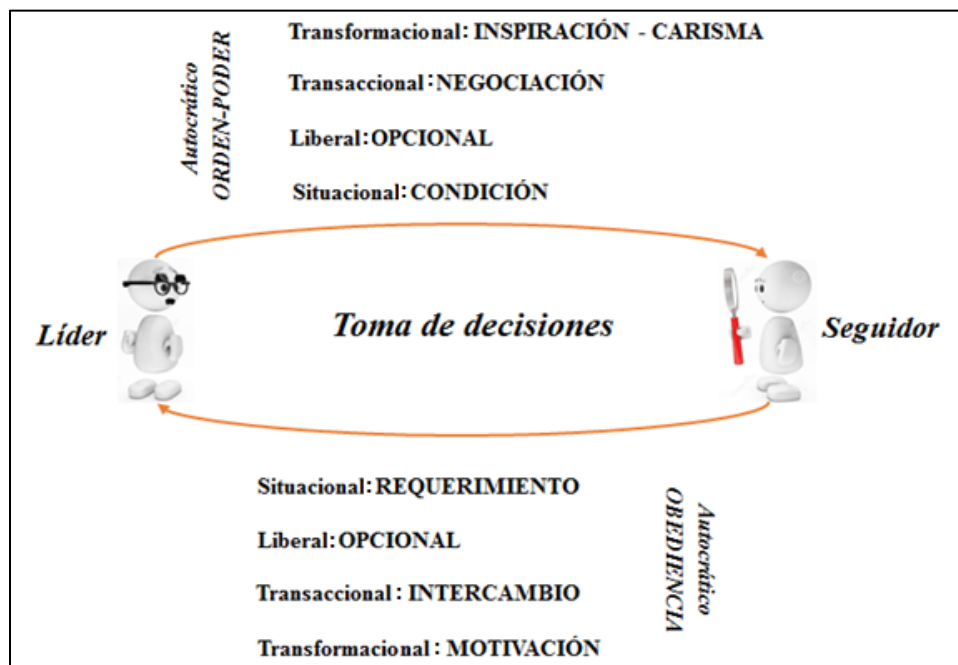 Transformacional: INSPIRACIÓN - CARISMA
Autocrático
ORDEN-PODER
Transaccional: NEGOCIACIÓN
Liberal: OPCIONAL
Situacional: CONDICIÓN
Líder
Toma de decisiones
Seguidor
Situacional: REQUERIMIENTO
Liberal: OPCIONAL
Transaccional: INTERCAMBIO
Transformacional: MOTIVACIÓN
Autocrático
OBEDIENCIA